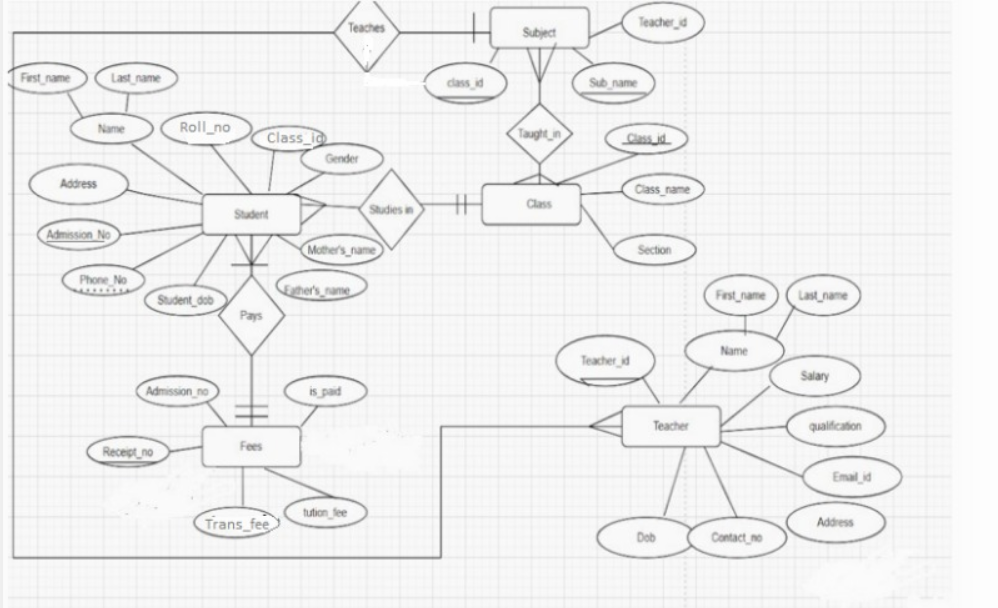 Teaches
Subject
Teacher_id
First_name
Last_name
class_id
Sub_name
Name
Roll_no
Class_id
Gender
Taught_in
Class_id
Address
Student
Studies in
Class
Class_name
Admission_No
Mother's_name
Section
Phone_No
Student_dob
Father's_name
Pays
First_name
Last_name
Name
Teacher_id
Salary
Admission_no
is_paid
Teacher
qualification
Receipt_no
Fees
Email_id
Trans_fee
tution_fee
Address
Dob
Contact_no